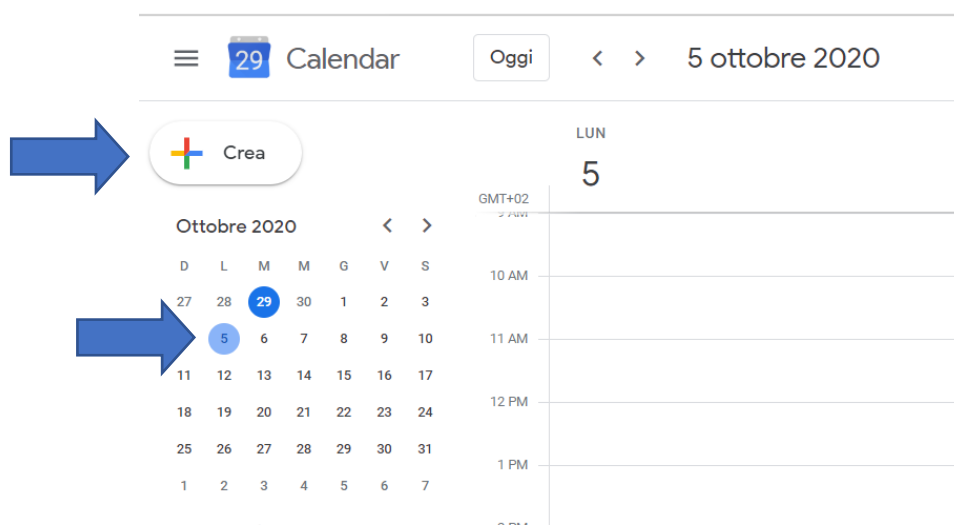 29 Calendar Oggi 5 ottobre 2020
Crea
LUN
5
GMT+02
Ottobre 2020
D L M M G V S
27 28 29 30 1 2 3
5 6 7 8 9 10
11 12 13 14 15 16 17
18 19 20 21 22 23 24
25 26 27 28 29 30 31
1 2 3 4 5 6 7
9 AM
10 AM
11 AM
12 PM
1 PM